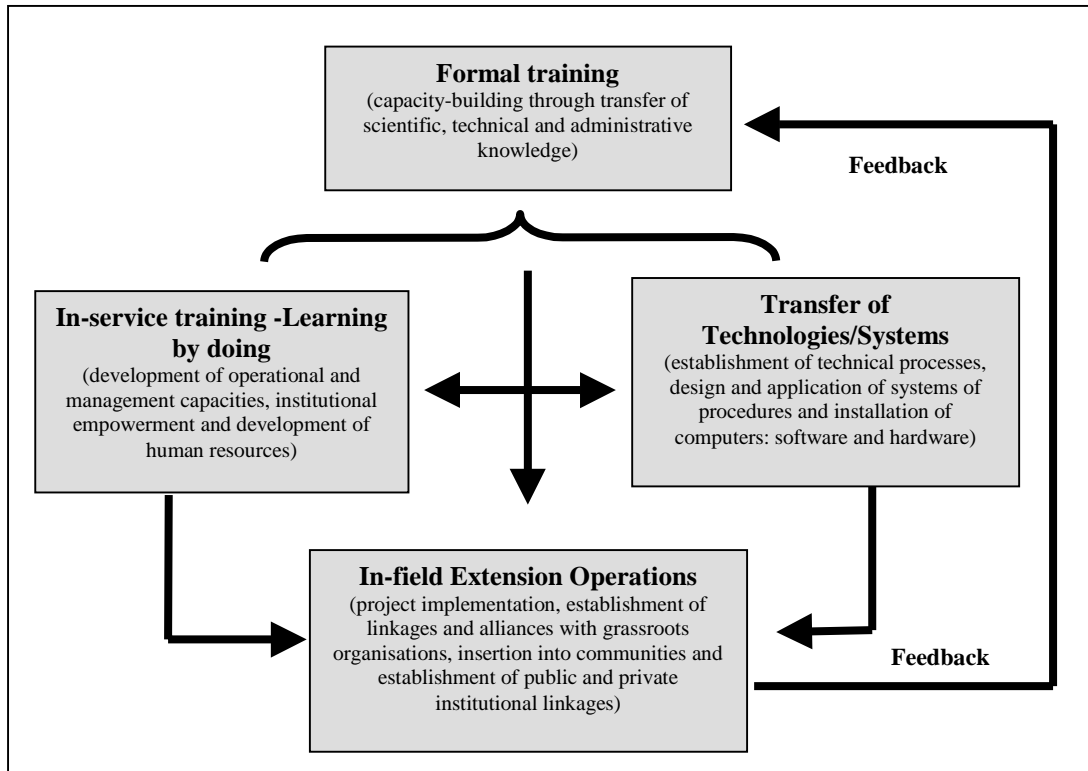 Formal training
(capacity-building through transfer of
scientific, technical and administrative
knowledge)
Feedback
In-service training -Learning
by doing
(development of operational and
management capacities, institutional
empowerment and development of
human resources)
Transfer of
Technologies/Systems
(establishment of technical processes,
design and application of systems of
procedures and installation of
computers: software and hardware)
In-field Extension Operations
(project implementation, establishment of
linkages and alliances with grassroots
organisations, insertion into communities and
establishment of public and private
institutional linkages)
Feedback